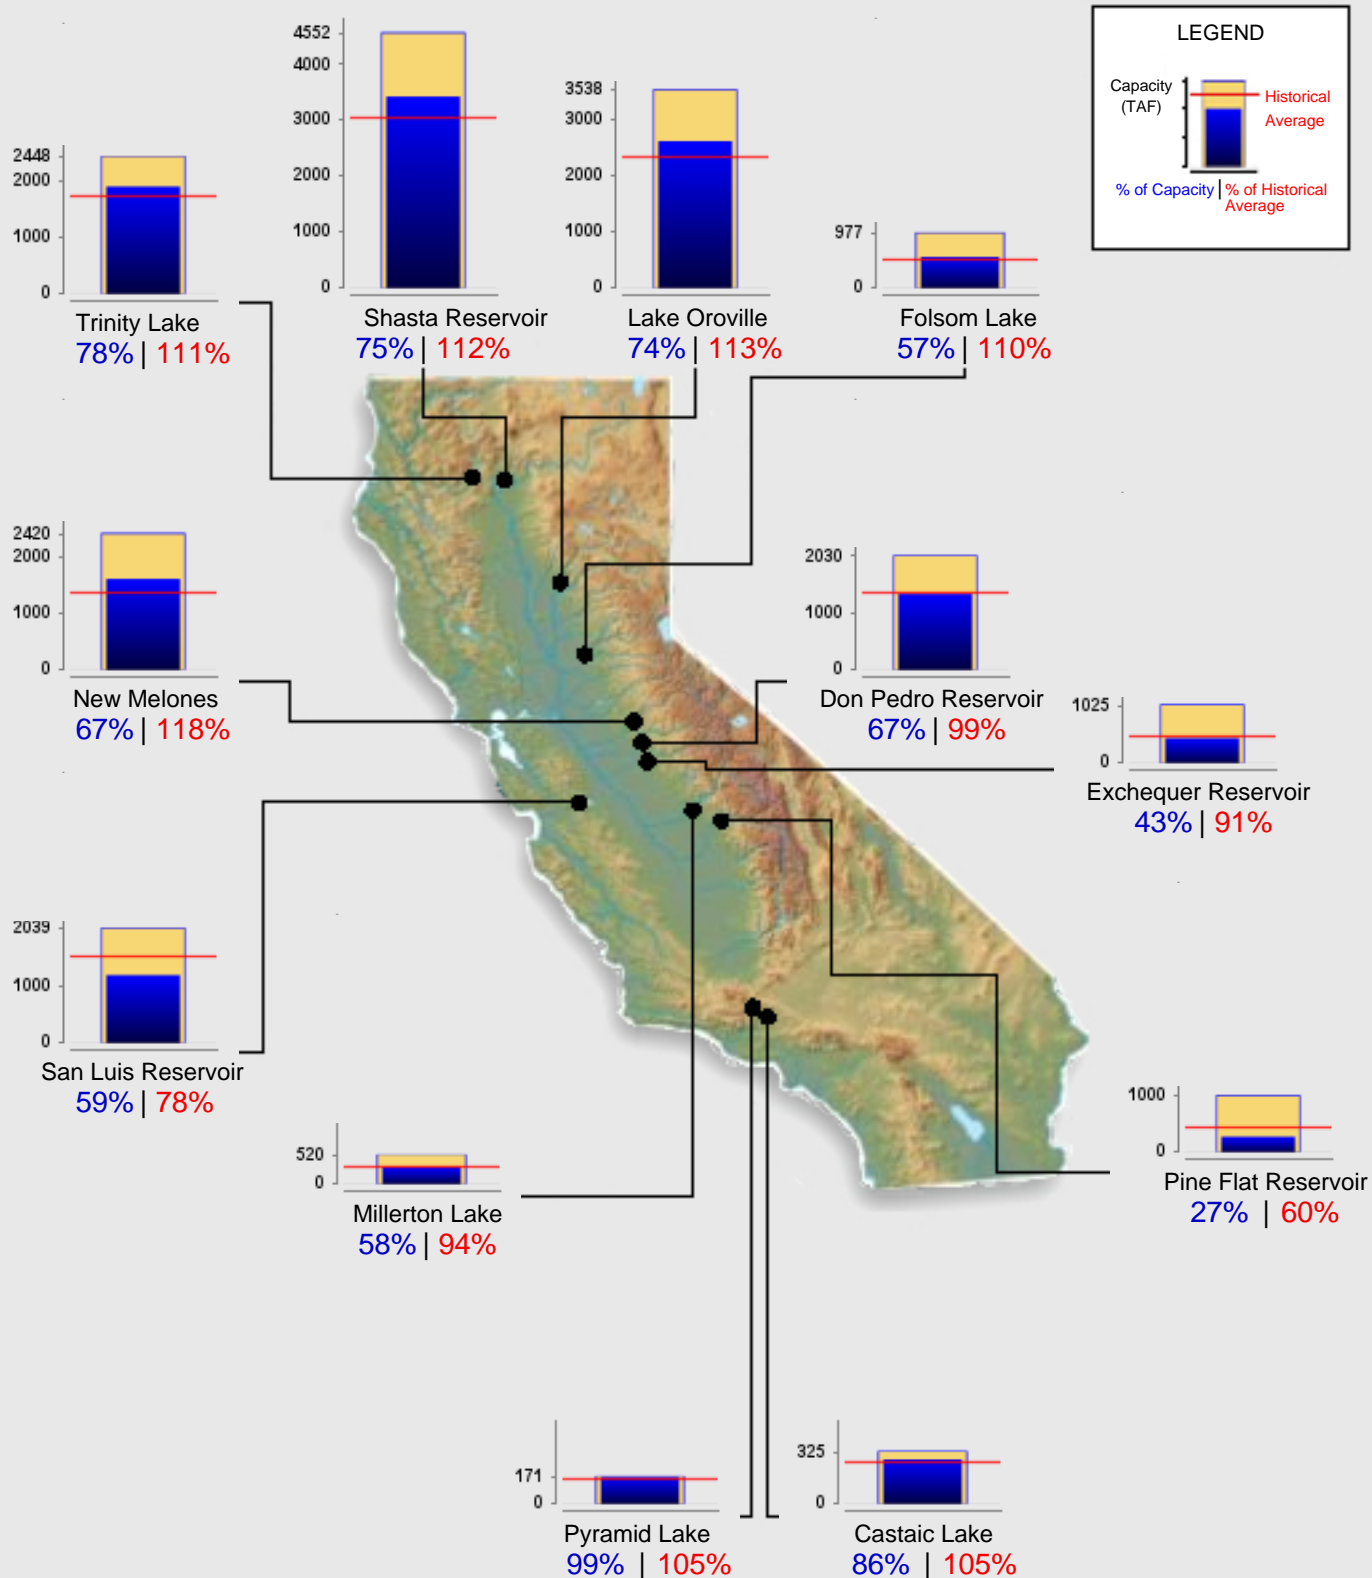 LEGEND
Capacity
(TAF)
Historical
Average
% of Capacity | % of Historical
Average
4552
4000
3000
2000
1000
0
Shasta Reservoir
75% | 112%
3538
3000
2000
1000
0
Lake Oroville
74% | 113%
2448
2000
1000
0
Trinity Lake
78% | 111%
977
0
Folsom Lake
57% | 110%
2420
2000
1000
0
New Melones
67% | 118%
2030
1000
0
Don Pedro Reservoir
67% | 99%
1025
0
Exchequer Reservoir
43% | 91%
2039
1000
0
San Luis Reservoir
59% | 78%
520
0
Millerton Lake
58% | 94%
1000
0
Pine Flat Reservoir
27% | 60%
171
0
Pyramid Lake
99% | 105%
325
0
Castaic Lake
86% | 105%